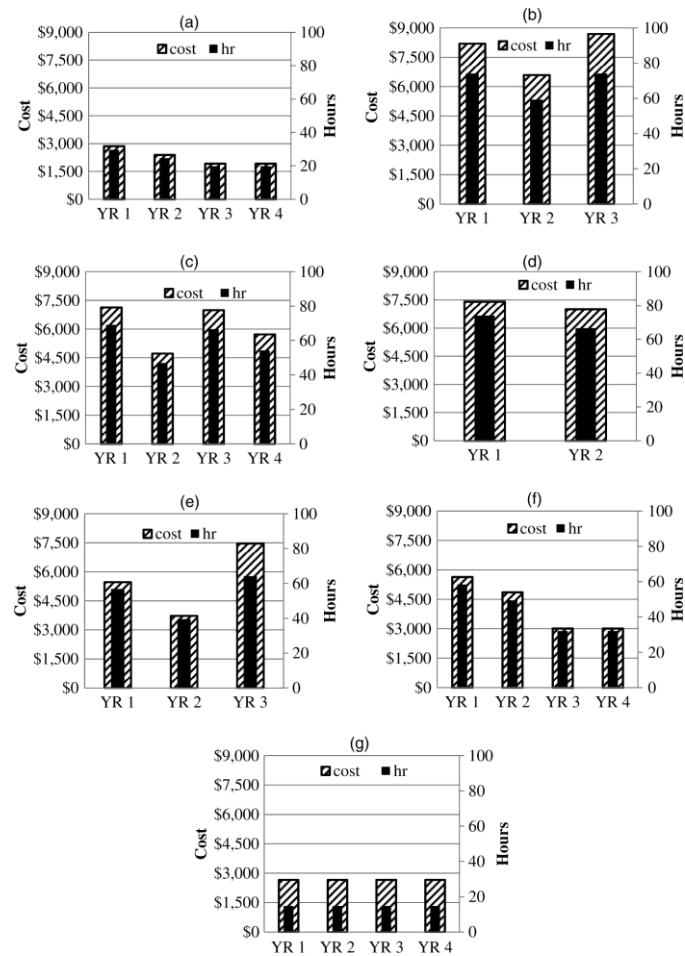 (a)
$9,000
$7,500
$6,000
$4,500
$3,000
$1,500
$0
Cost
cost hr
100
80
60
40
20
0
Hours
YR 1 YR 2 YR 3 YR 4
(b)
$9,000
$7,500
$6,000
$4,500
$3,000
$1,500
$0
Cost
cost hr
100
80
60
40
20
0
Hours
YR 1 YR 2 YR 3
(c)
$9,000
$7,500
$6,000
$4,500
$3,000
$1,500
$0
Cost
cost hr
100
80
60
40
20
0
Hours
YR 1 YR 2 YR 3 YR 4
(d)
$9,000
$7,500
$6,000
$4,500
$3,000
$1,500
$0
Cost
cost hr
100
80
60
40
20
0
Hours
YR 1 YR 2
(e)
$9,000
$7,500
$6,000
$4,500
$3,000
$1,500
$0
Cost
cost hr
100
80
60
40
20
0
Hours
YR 1 YR 2 YR 3
(f)
$9,000
$7,500
$6,000
$4,500
$3,000
$1,500
$0
Cost
cost hr
100
80
60
40
20
0
Hours
YR 1 YR 2 YR 3 YR 4
(g)
$9,000
$7,500
$6,000
$4,500
$3,000
$1,500
$0
Cost
cost hr
100
80
60
40
20
0
Hours
YR 1 YR 2 YR 3 YR 4